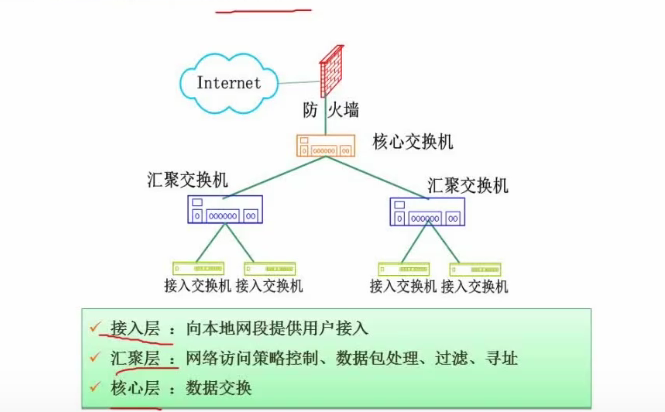 Internet
防火墙
核心交换机
汇聚交换机
汇聚交换机
接入交换机 接入交换机 接入交换机 接入交换机
接入层：向本地网段提供用户接入
汇聚层：网络访问策略控制、数据包处理、过滤、寻址
核心层：数据交换